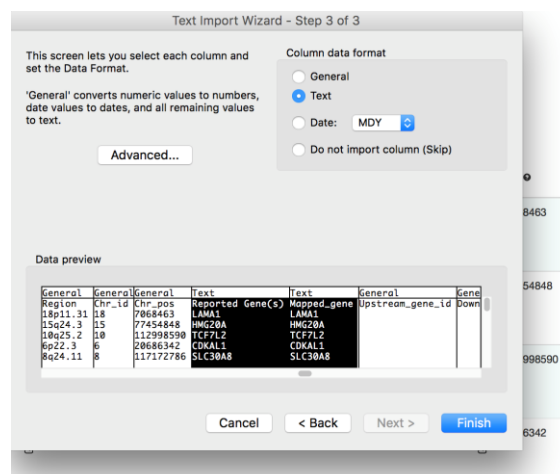 Text Import Wizard - Step 3 of 3
This screen lets you select each column and
set the Data Format.
'General' converts numeric values to numbers,
date values to dates, and all remaining values
to text.
Advanced...
Column data format
General
Text
Date: MDY
Do not import column (Skip)
8463
54848
998590
6342
Data preview
General General General Text Text General Gene
Region Chr_id Chr_pos Reported Gene(s) Mapped_gene Upstream_gene_id Down
18p11.31 18 7068463 LAMA1 LAMA1
15q24.3 15 77454848 HMG20A HMG20A
10q25.2 10 112998590 TCF7L2 TCF7L2
6p22.3 6 20686342 CDKAL1 CDKAL1
8q24.11 8 117172786 SLC30A8 SLC30A8
Cancel < Back Next > Finish